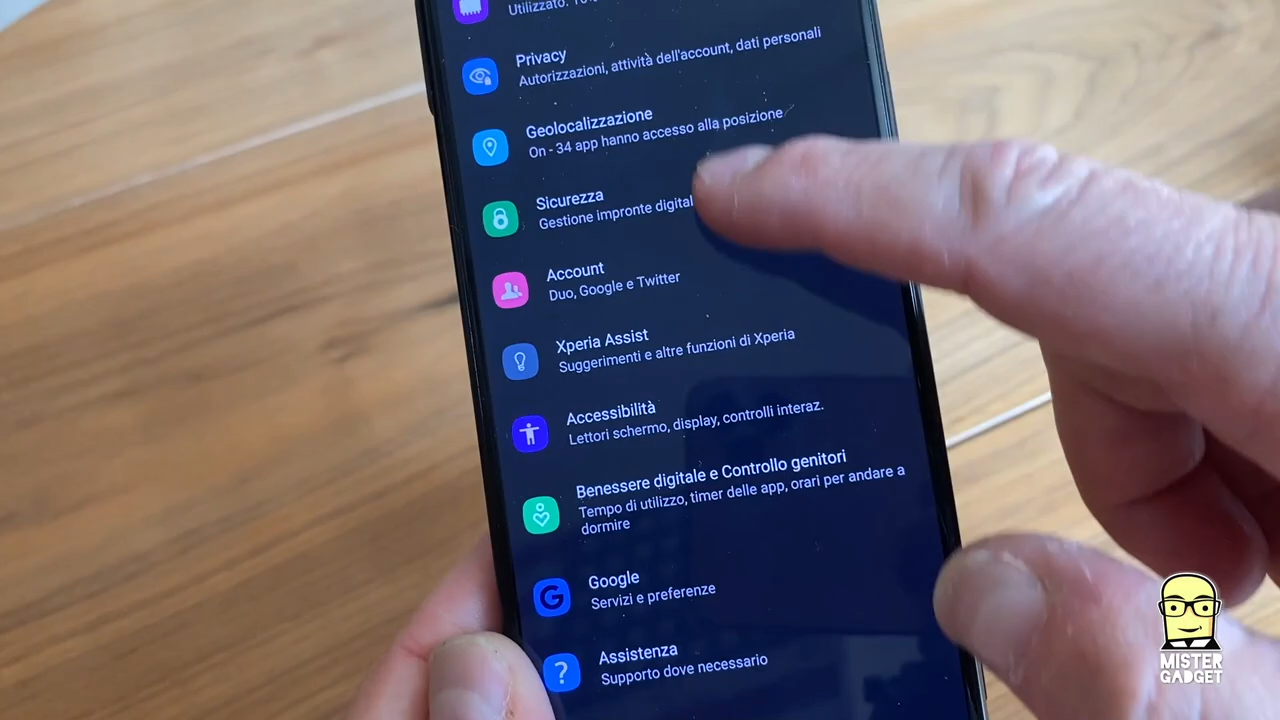 Utilizzato:
Privacy
Autorizzazioni, attività dell'account, dati personali
Geolocalizzazione
On - 34 app hanno accesso alla posizione
Sicurezza
Gestione impronte digital
Account
Duo, Google e Twitter
Xperia Assist
Suggerimenti e altre funzioni di Xperia
Accessibilità
Lettori schermo, display, controlli interaz.
Benessere digitale e Controllo genitori
Tempo di utilizzo, timer delle app, orari per andare a
dormire
Google
Servizi e preferenze
Assistenza
Supporto dove necessario
MISTER
GADGET